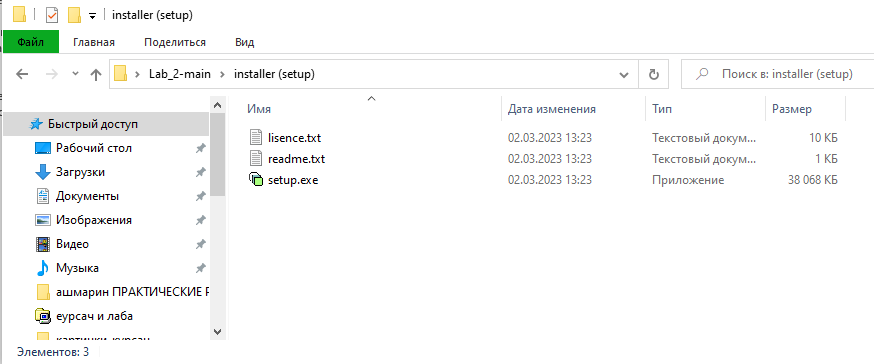 installer (setup)
Файл Главная Поделиться Вид
Lab_2-main installer (setup) Поиск в: installer (setup)
Имя Дата изменения Тип Размер
Быстрый доступ
Рабочий стол
Загрузки
Документы
Изображения
Видео
Музыка
ашмарин ПРАКТИЧЕСКИЕ
еурсач и лаба
картинки курсач
lisence.txt 02.03.2023 13:23 Текстовый докум... 10 КБ
readme.txt 02.03.2023 13:23 Текстовый докум... 1 КБ
setup.exe 02.03.2023 13:23 Приложение 38 068 КБ
Элементов: 3